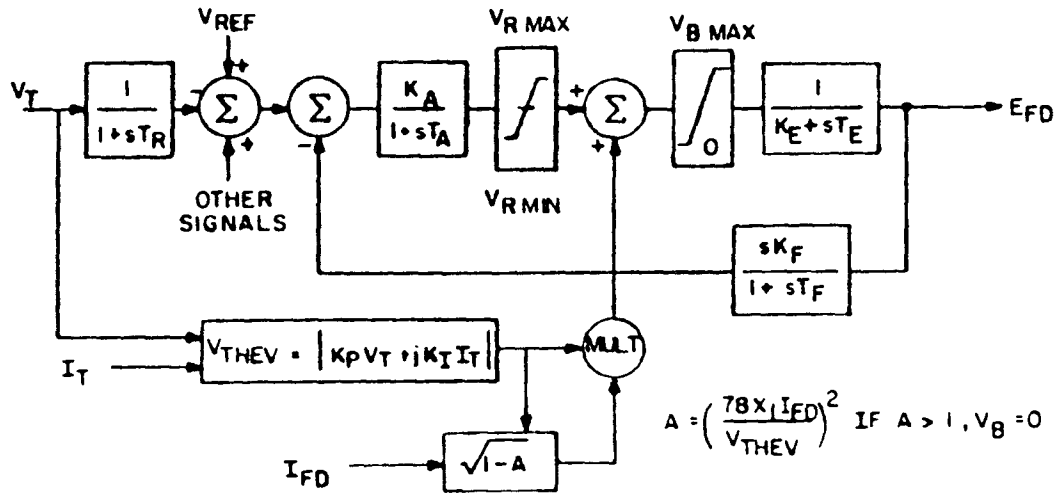 V_REF
V_R MAX
V_B MAX
V_T
1
1+sT_R
-
+
Σ
+
OTHER
SIGNALS
Σ
-
K_A
1+sT_A
V_R MIN
+
Σ
+
0
1
K_E+sT_E
E_FD
sK_F
1+sT_F
V_THEV = |K_P V_T + jK_I I_T|
MULT
I_T
I_FD
√1-A
A = (78X_L I_FD / V_THEV)² IF A > 1, V_B = 0